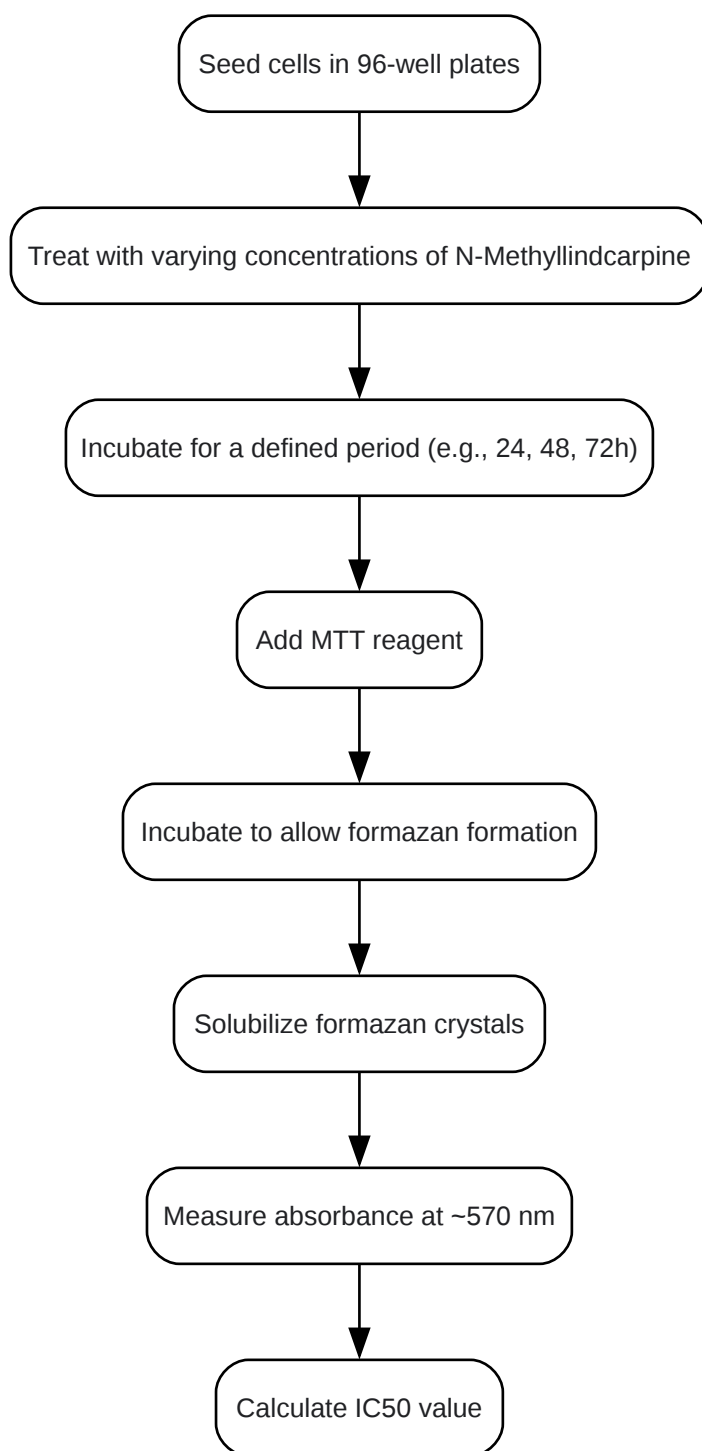 Seed cells in 96-well plates
Treat with varying concentrations of N-Methyllindcarpine
Incubate for a defined period (e.g., 24, 48, 72h)
Add MTT reagent
Incubate to allow formazan formation
Solubilize formazan crystals
Measure absorbance at ~570 nm
Calculate IC50 value